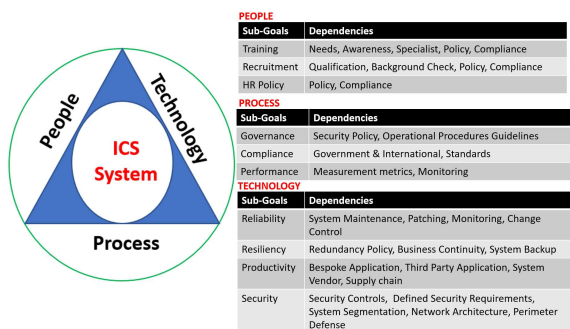 People
Technology
ICS
System
Process
PEOPLE
Sub-Goals Dependencies
Training Needs, Awareness, Specialist, Policy, Compliance
Recruitment Qualification, Background Check, Policy, Compliance
HR Policy Policy, Compliance
PROCESS
Sub-Goals Dependencies
Governance Security Policy, Operational Procedures Guidelines
Compliance Government & International, Standards
Performance Measurement metrics, Monitoring
TECHNOLOGY
Sub-Goals Dependencies
Reliability System Maintenance, Patching, Monitoring, Change
Control
Resiliency Redundancy Policy, Business Continuity, System Backup
Productivity Bespoke Application, Third Party Application, System
Vendor, Supply chain
Security Security Controls, Defined Security Requirements,
System Segmentation, Network Architecture, Perimeter
Defense